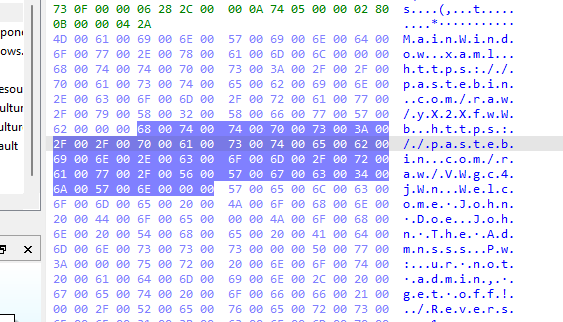 pone
ows.
esou
ultur
ultur
ault
73 0F 00 00 06 28 2C 00 00 0A 74 05 00 00 02 80 s....(,...t.....
0B 00 00 04 2A .....*..........
4D 00 61 00 69 00 6E 00 57 00 69 00 6E 00 64 00 M.a.i.n.W.i.n.d.
6F 00 77 00 2E 00 78 00 61 00 6D 00 6C 00 00 00 o.w...x.a.m.l...
68 00 74 00 74 00 70 00 73 00 3A 00 2F 00 2F 00 h.t.t.p.s.:././.
70 00 61 00 73 00 74 00 65 00 62 00 69 00 6E 00 p.a.s.t.e.b.i.n.
2E 00 63 00 6F 00 6D 00 2F 00 72 00 61 00 77 00 ..c.o.m./.r.a.w.
2F 00 79 00 58 00 32 00 58 00 66 00 77 00 57 00 /.y.X.2.X.f.w.W.
62 00 00 00 68 00 74 00 74 00 70 00 73 00 3A 00 b...h.t.t.p.s.:.
2F 00 2F 00 70 00 61 00 73 00 74 00 65 00 62 00 /./.p.a.s.t.e.b.
69 00 6E 00 2E 00 63 00 6F 00 6D 00 2F 00 72 00 i.n...c.o.m./.r.
61 00 77 00 2F 00 56 00 57 00 67 00 63 00 34 00 a.w./.V.W.g.c.4.
6A 00 57 00 6E 00 00 00 57 00 65 00 6C 00 63 00 j.W.n...W.e.l.c.
6F 00 6D 00 65 00 20 00 4A 00 6F 00 68 00 6E 00 o.m.e. .J.o.h.n.
20 00 44 00 6F 00 65 00 00 00 4A 00 6F 00 68 00 .D.o.e...J.o.h.
6E 00 20 00 54 00 68 00 65 00 20 00 41 00 64 00 n. .T.h.e. .A.d.
6D 00 6E 00 73 00 73 00 73 00 00 00 50 00 77 00 m.n.s.s.s...P.w.
3A 00 00 00 75 00 72 00 20 00 6E 00 6F 00 74 00 :...u.r. .n.o.t.
20 00 61 00 64 00 6D 00 69 00 6E 00 2C 00 20 00 .a.d.m.i.n.,. .
67 00 65 00 74 00 20 00 6F 00 66 00 66 00 21 00 g.e.t. .o.f.f.!.
00 00 2F 00 52 00 65 00 76 00 65 00 72 00 73 00 ../.R.e.v.e.r.s.